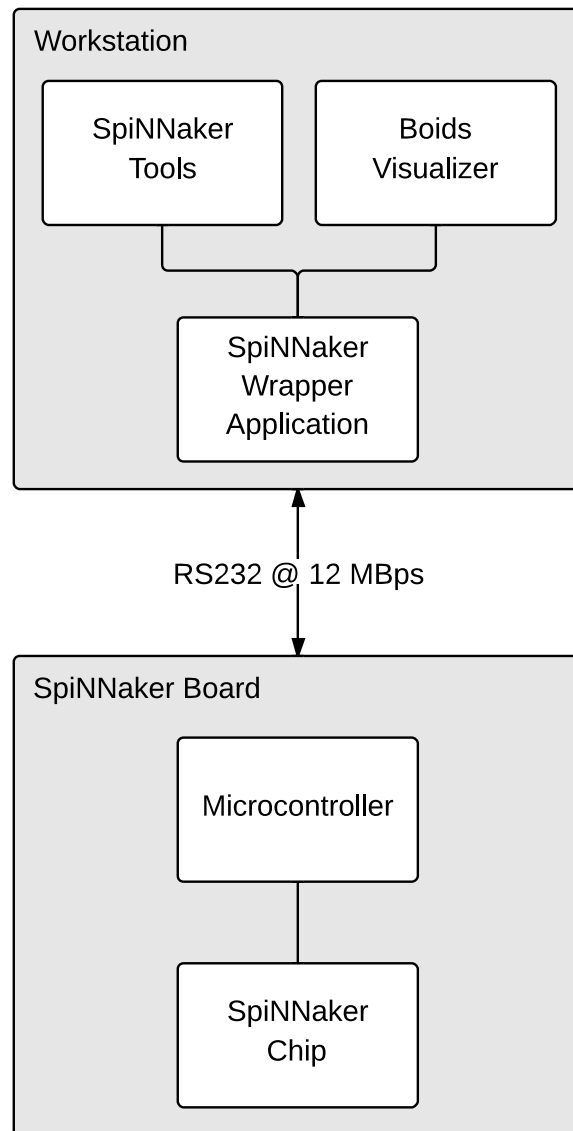 Workstation
SpiNNaker
Tools
Boids
Visualizer
SpiNNaker
Wrapper
Application
RS232 @ 12 MBps
SpiNNaker Board
Microcontroller
SpiNNaker
Chip